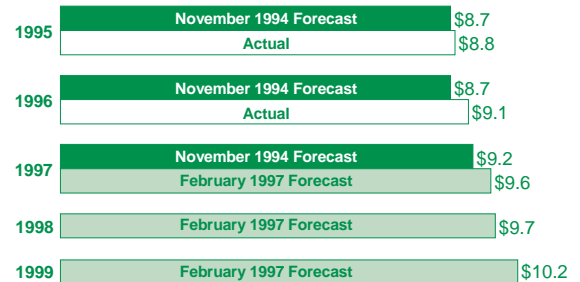 November 1994 Forecast $8.7
1995
Actual $8.8
November 1994 Forecast $8.7
1996
Actual $9.1
November 1994 Forecast $9.2
1997
February 1997 Forecast $9.6
1998 February 1997 Forecast $9.7
1999 February 1997 Forecast $10.2